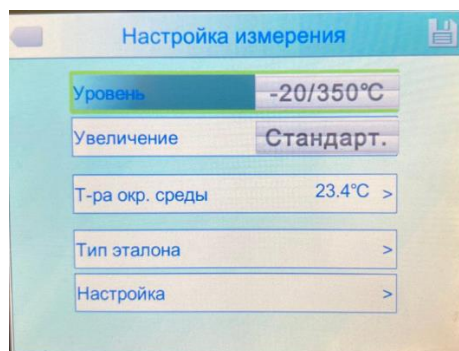 Настройка измерения
Уровень -20/350°C
Увеличение Стандарт.
Т-ра окр. среды 23.4°C >
Тип эталона >
Настройка >